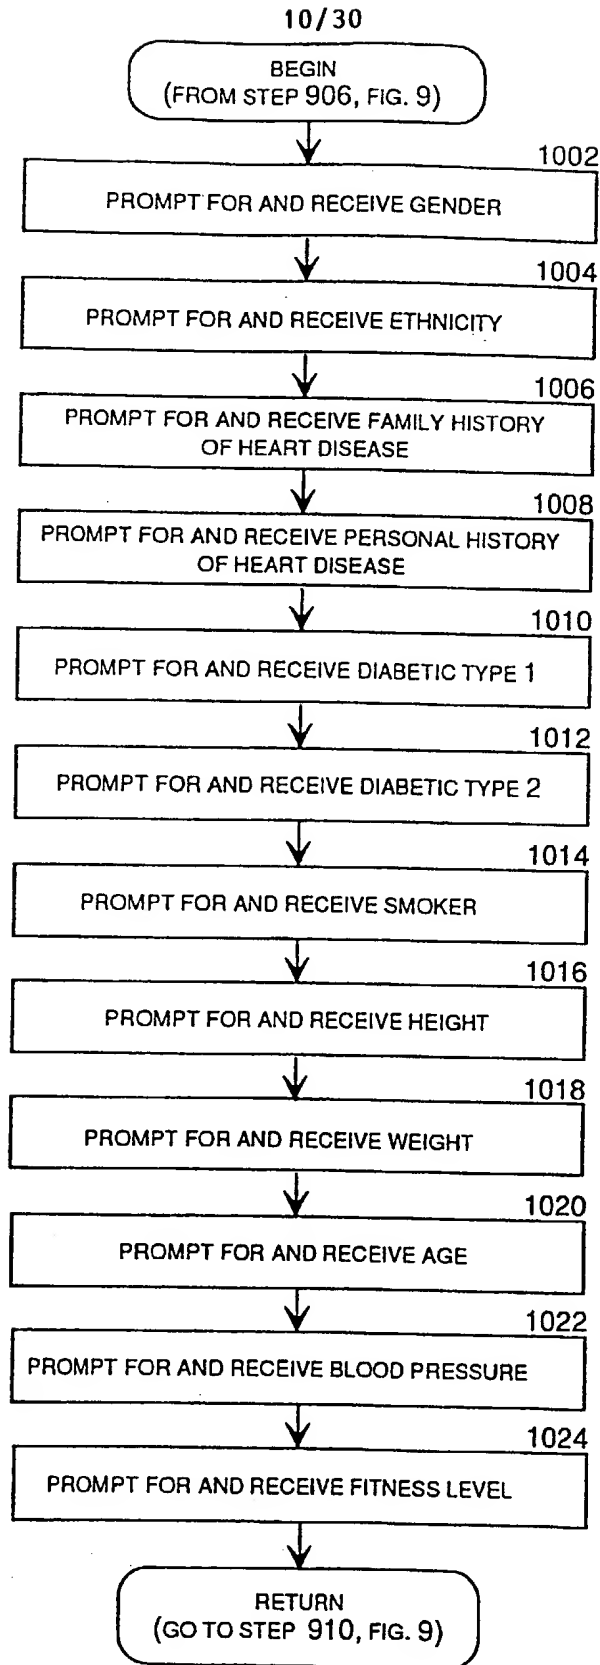 10/30
BEGIN
(FROM STEP 906, FIG. 9)
1002
PROMPT FOR AND RECEIVE GENDER
1004
PROMPT FOR AND RECEIVE ETHNICITY
1006
PROMPT FOR AND RECEIVE FAMILY HISTORY
OF HEART DISEASE
1008
PROMPT FOR AND RECEIVE PERSONAL HISTORY
OF HEART DISEASE
1010
PROMPT FOR AND RECEIVE DIABETIC TYPE 1
1012
PROMPT FOR AND RECEIVE DIABETIC TYPE 2
1014
PROMPT FOR AND RECEIVE SMOKER
1016
PROMPT FOR AND RECEIVE HEIGHT
1018
PROMPT FOR AND RECEIVE WEIGHT
1020
PROMPT FOR AND RECEIVE AGE
1022
PROMPT FOR AND RECEIVE BLOOD PRESSURE
1024
PROMPT FOR AND RECEIVE FITNESS LEVEL
RETURN
(GO TO STEP 910, FIG. 9)